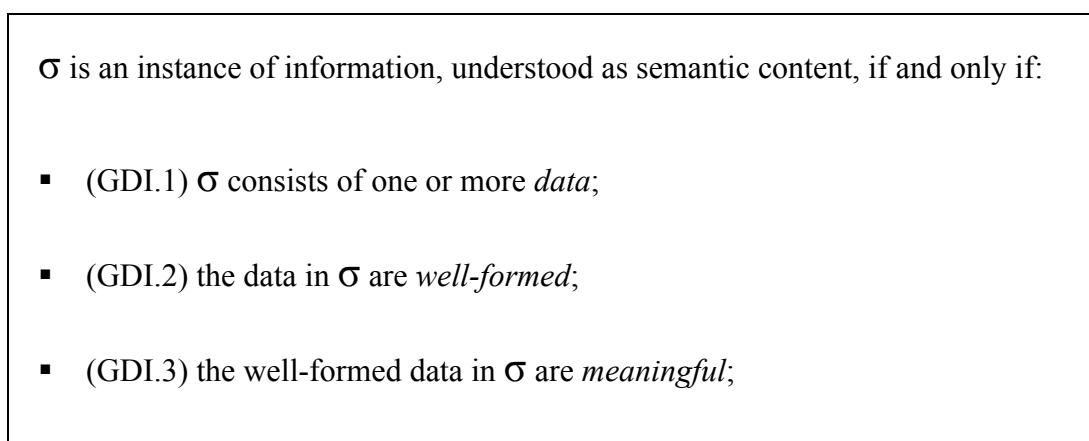 σ is an instance of information, understood as semantic content, if and only if:
▪ (GDI.1) σ consists of one or more data;
▪ (GDI.2) the data in σ are well-formed;
▪ (GDI.3) the well-formed data in σ are meaningful;